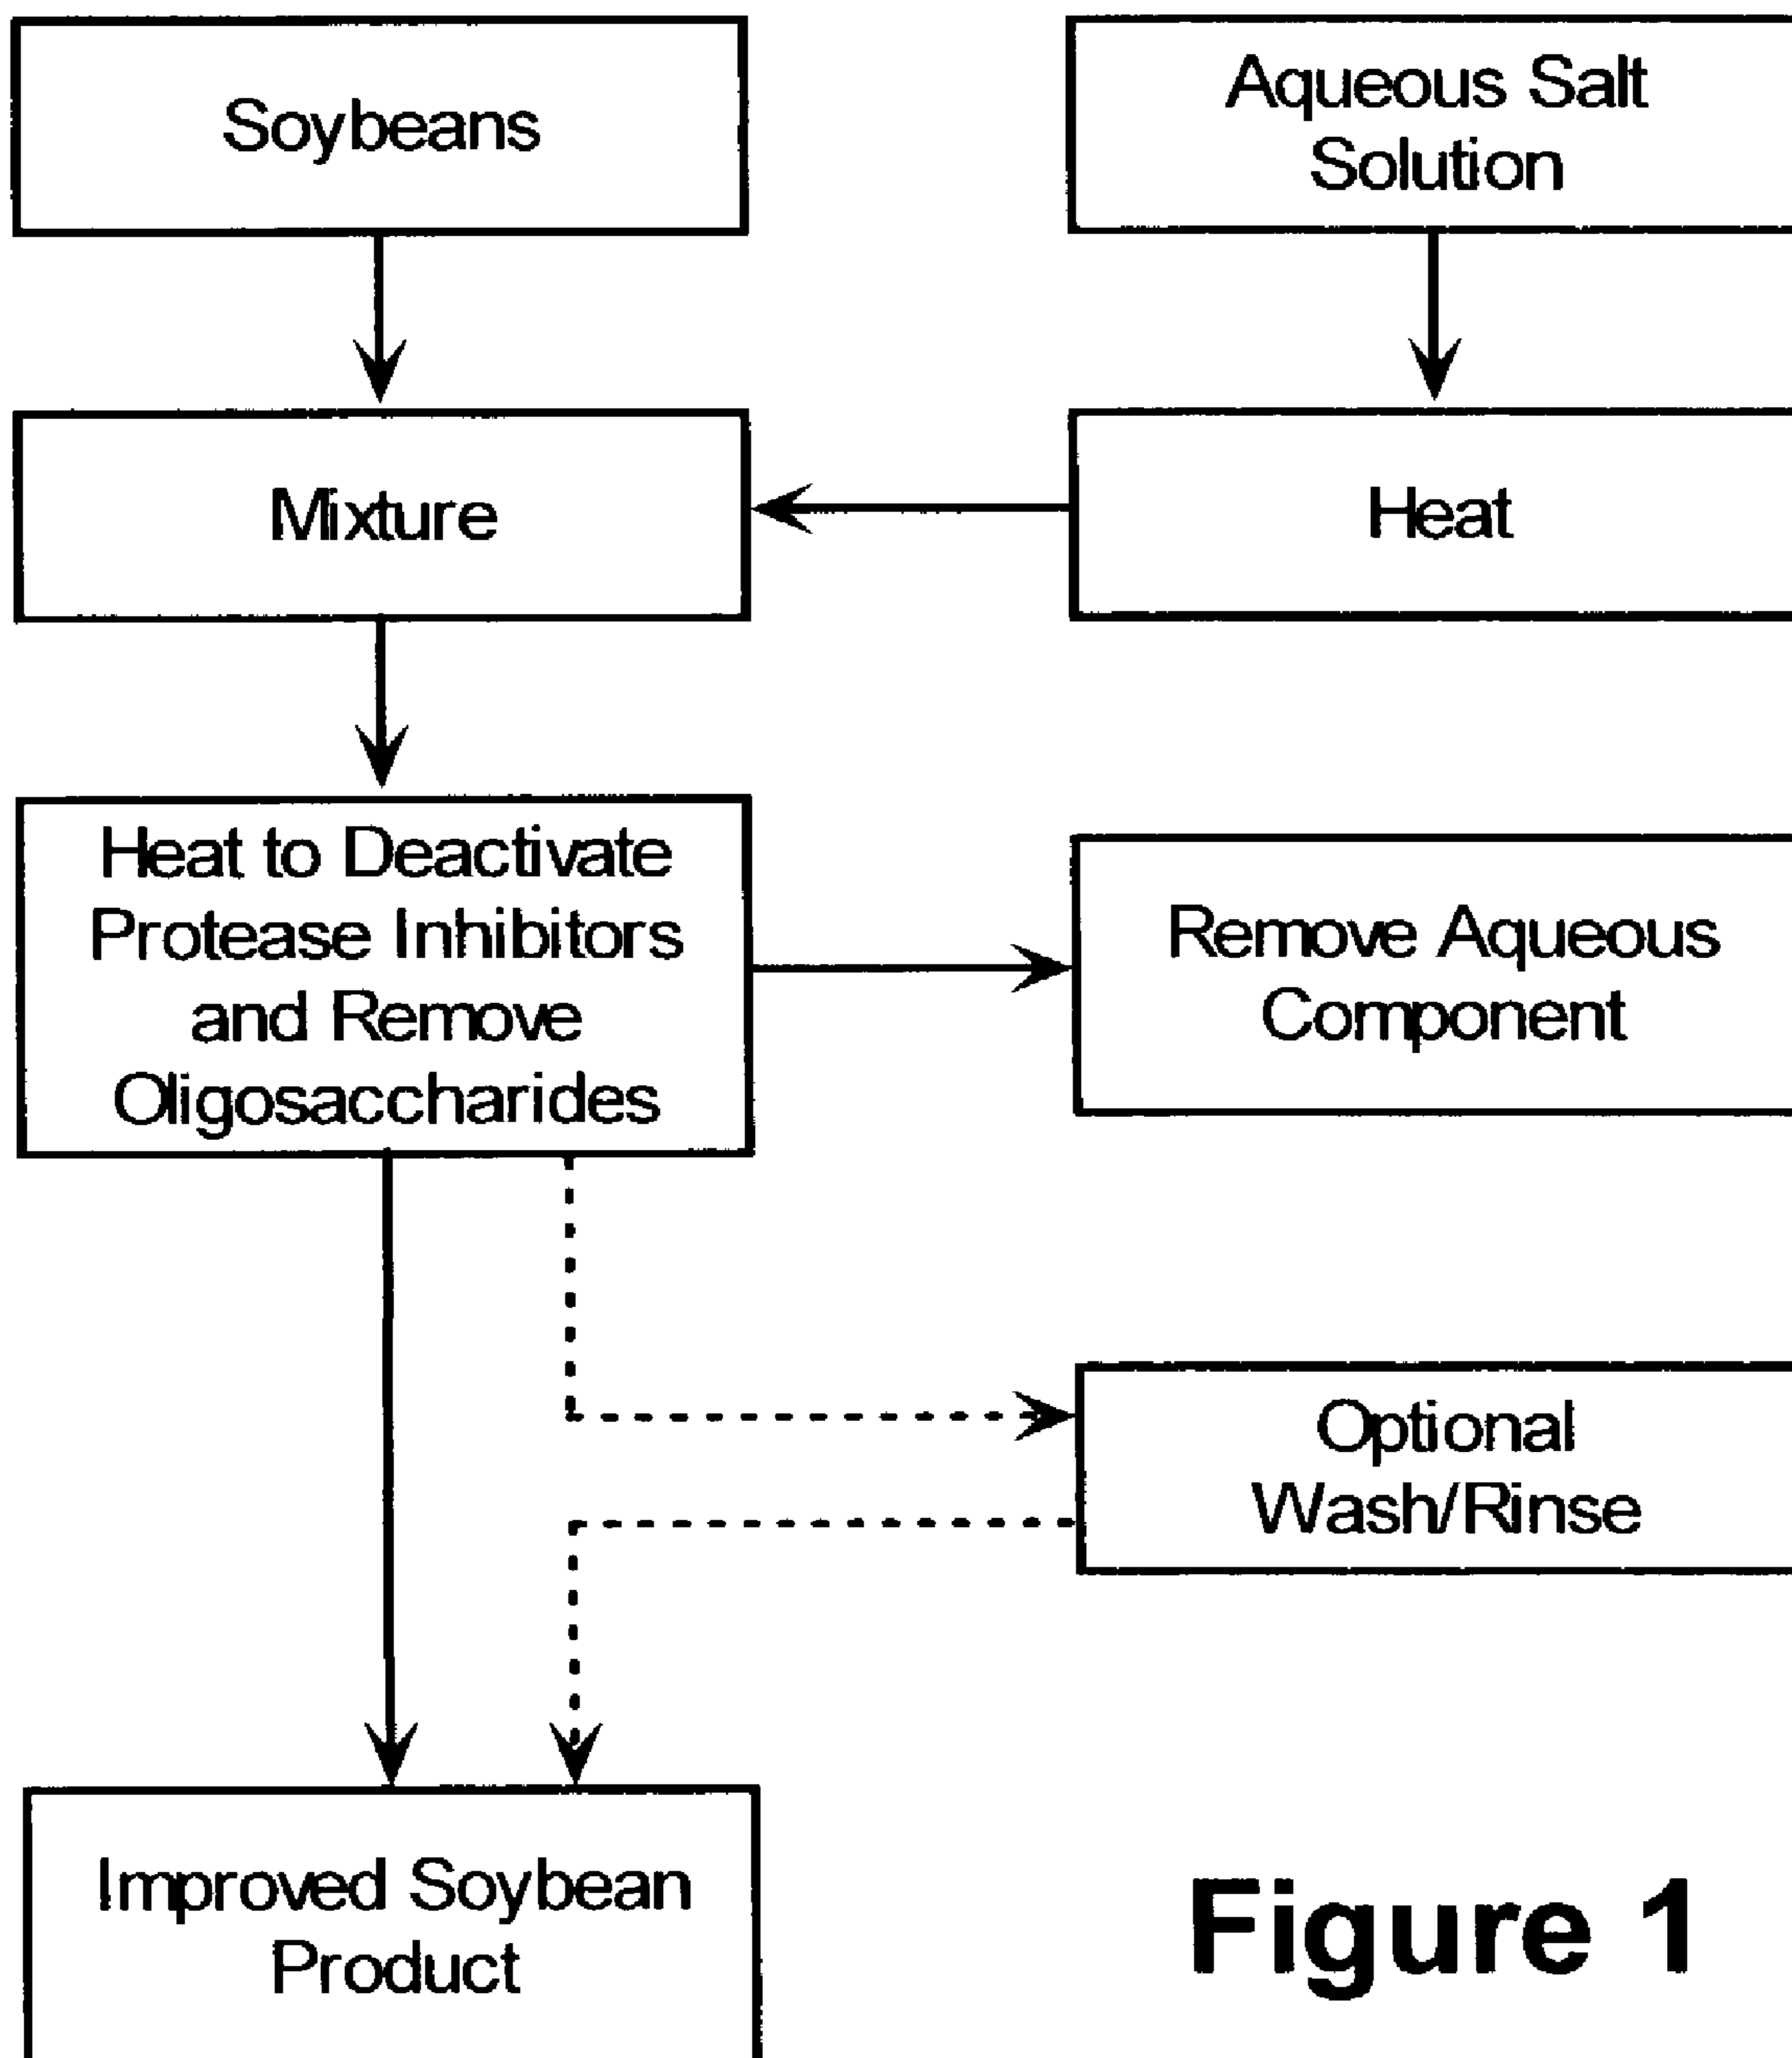 Soybeans
Aqueous Salt
Solution
Mixture
Heat
Heat to Deactivate
Protease Inhibitors
and Remove
Oligosaccharides
Remove Aqueous
Component
Optional
Wash/Rinse
Improved Soybean
Product
Figure 1